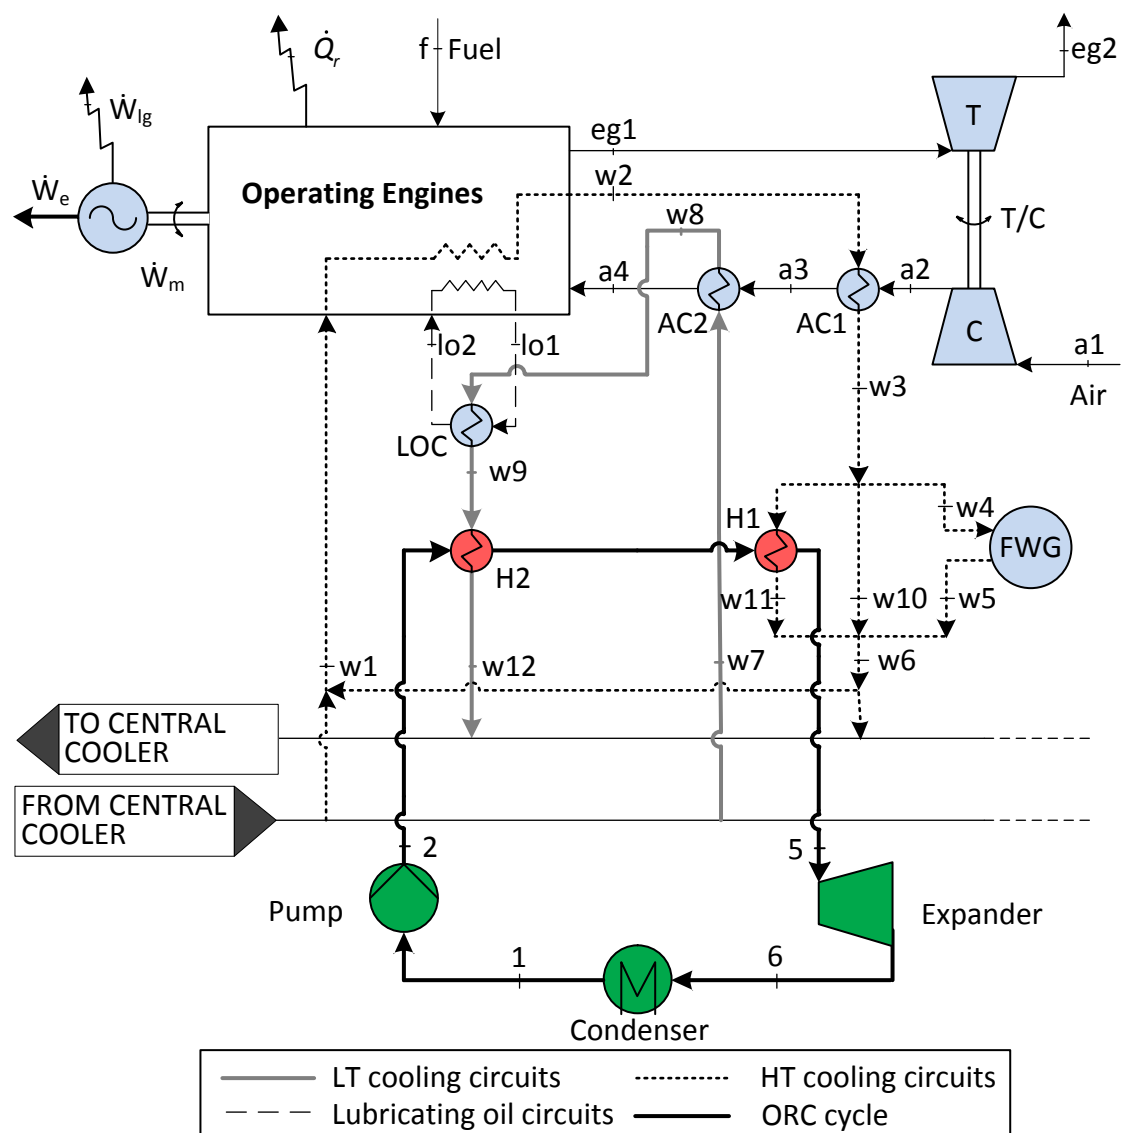 Q̇r
f Fuel
eg2
Ẇlg
T
eg1
w2
Operating Engines
Ẇe
w8
T/C
Ẇm
a4
a3
a2
AC2
AC1
C
lo2
lo1
a1
Air
w3
LOC
w9
w4
H1
FWG
H2
w11
w10
w5
w1
w12
w7
w6
TO CENTRAL
COOLER
FROM CENTRAL
COOLER
2
5
Pump
Expander
1
6
Condenser
LT cooling circuits
HT cooling circuits
Lubricating oil circuits
ORC cycle